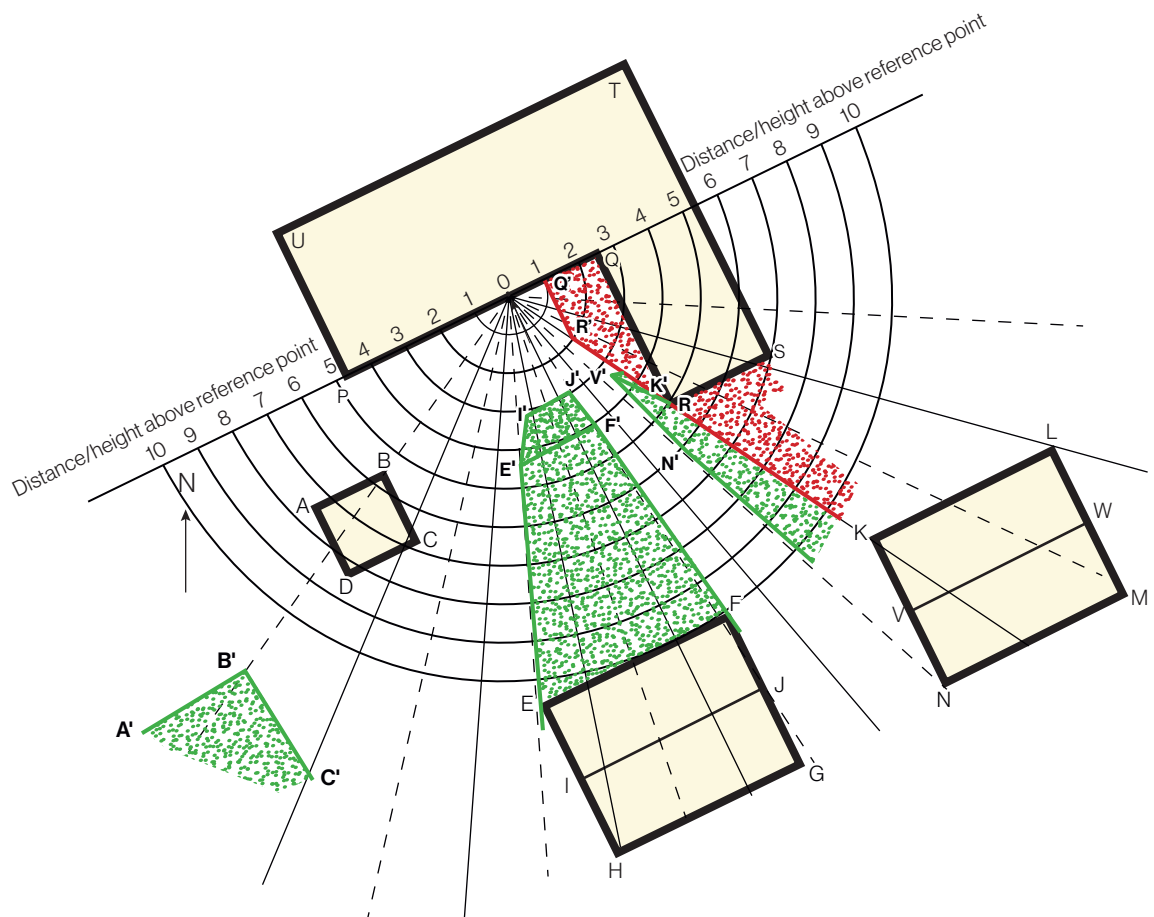 Distance/height above reference point
T
10
9
8
7
6
5
4
3
2
1
0
U
Q
Q'
R'
1
2
3
4
5
6
7
8
9
10
Distance/height above reference point
P
S
J'
V'
K'
R
I'
F'
E'
N'
N
B
A
C
D
L
K
W
V
M
N
F
E
J
I
G
H
B'
A'
C'